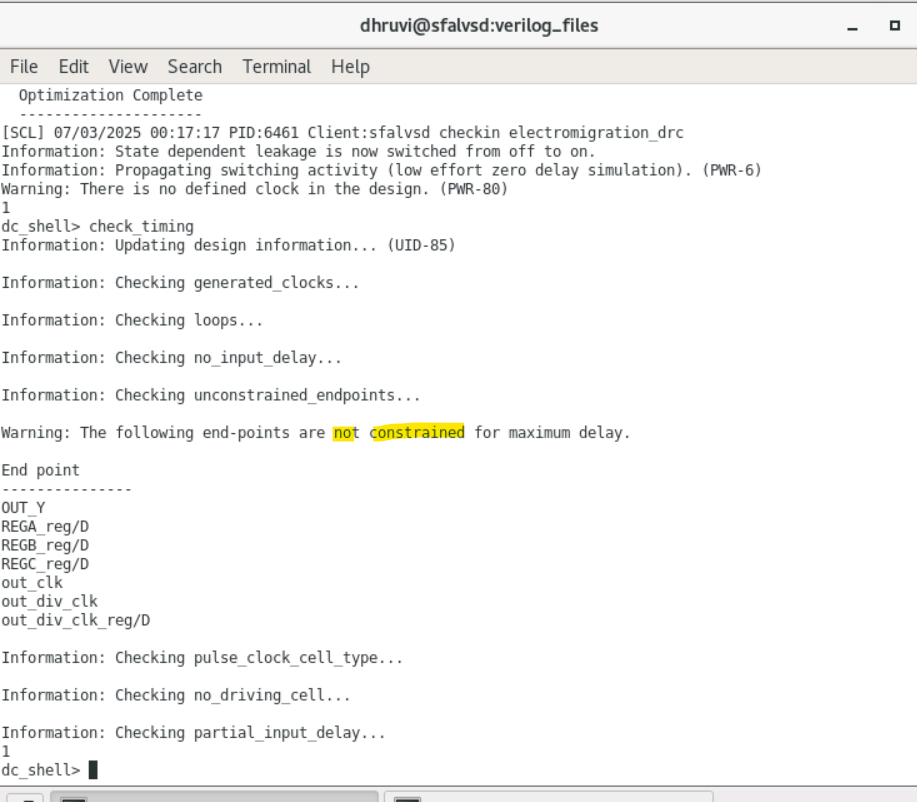 dhruvi@sfalvsd:verilog_files
File Edit View Search Terminal Help
Optimization Complete
---------------------
[SCL] 07/03/2025 00:17:17 PID:6461 Client:sfalvsd checkin electromigration_drc
Information: State dependent leakage is now switched from off to on.
Information: Propagating switching activity (low effort zero delay simulation). (PWR-6)
Warning: There is no defined clock in the design. (PWR-80)
1
dc_shell> check_timing
Information: Updating design information... (UID-85)
Information: Checking generated_clocks...
Information: Checking loops...
Information: Checking no_input_delay...
Information: Checking unconstrained_endpoints...
Warning: The following end-points are not constrained for maximum delay.
End point
---------------
OUT_Y
REGA_reg/D
REGB_reg/D
REGC_reg/D
out_clk
out_div_clk
out_div_clk_reg/D
Information: Checking pulse_clock_cell_type...
Information: Checking no_driving_cell...
Information: Checking partial_input_delay...
1
dc_shell>